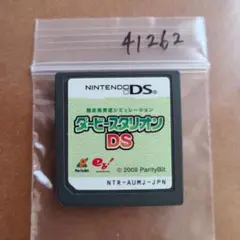 41262
NINTENDO DS
競走馬育成シミュレーション
ダービースタリオン
DS
ParityBit
© 2008 ParityBit
NTR-AUMJ-JPN